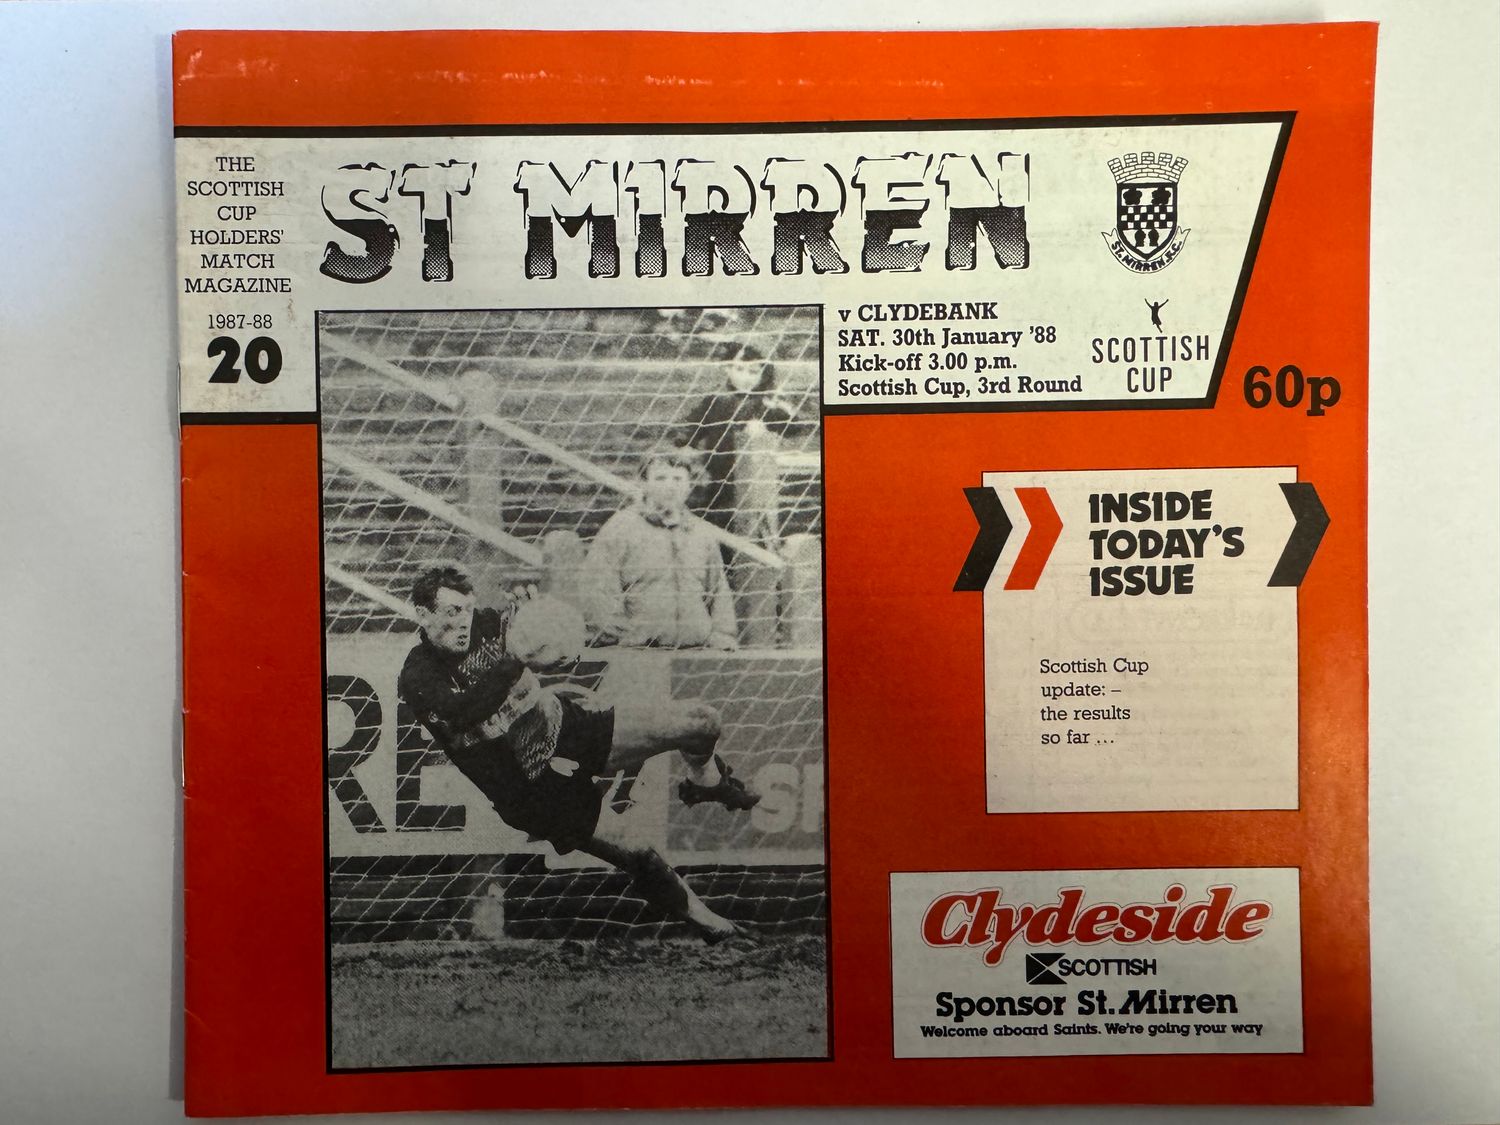 THE
SCOTTISH
CUP
HOLDERS'
MATCH
MAGAZINE
1987-88
20
ST MIRREN
ST. MIRREN.F.C.
v CLYDEBANK
SAT. 30th January '88
Kick-off 3.00 p.m.
Scottish Cup, 3rd Round
SCOTTISH
CUP
60p
INSIDE
TODAY'S
ISSUE
Scottish Cup
update: –
the results
so far ...
Clydeside
SCOTTISH
Sponsor St. Mirren
Welcome aboard Saints. We're going your way